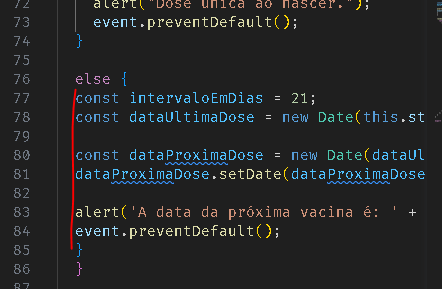 72 alert("Dose única ao nascer.");
73 event.preventDefault();
74 }
75
76 else {
77 const intervaloEmDias = 21;
78 const dataUltimaDose = new Date(this.st
79
80 const dataProximaDose = new Date(dataUl
81 dataProximaDose.setDate(dataProximaDose
82
83 alert('A data da próxima vacina é: ' +
84 event.preventDefault();
85 }
86 }
87